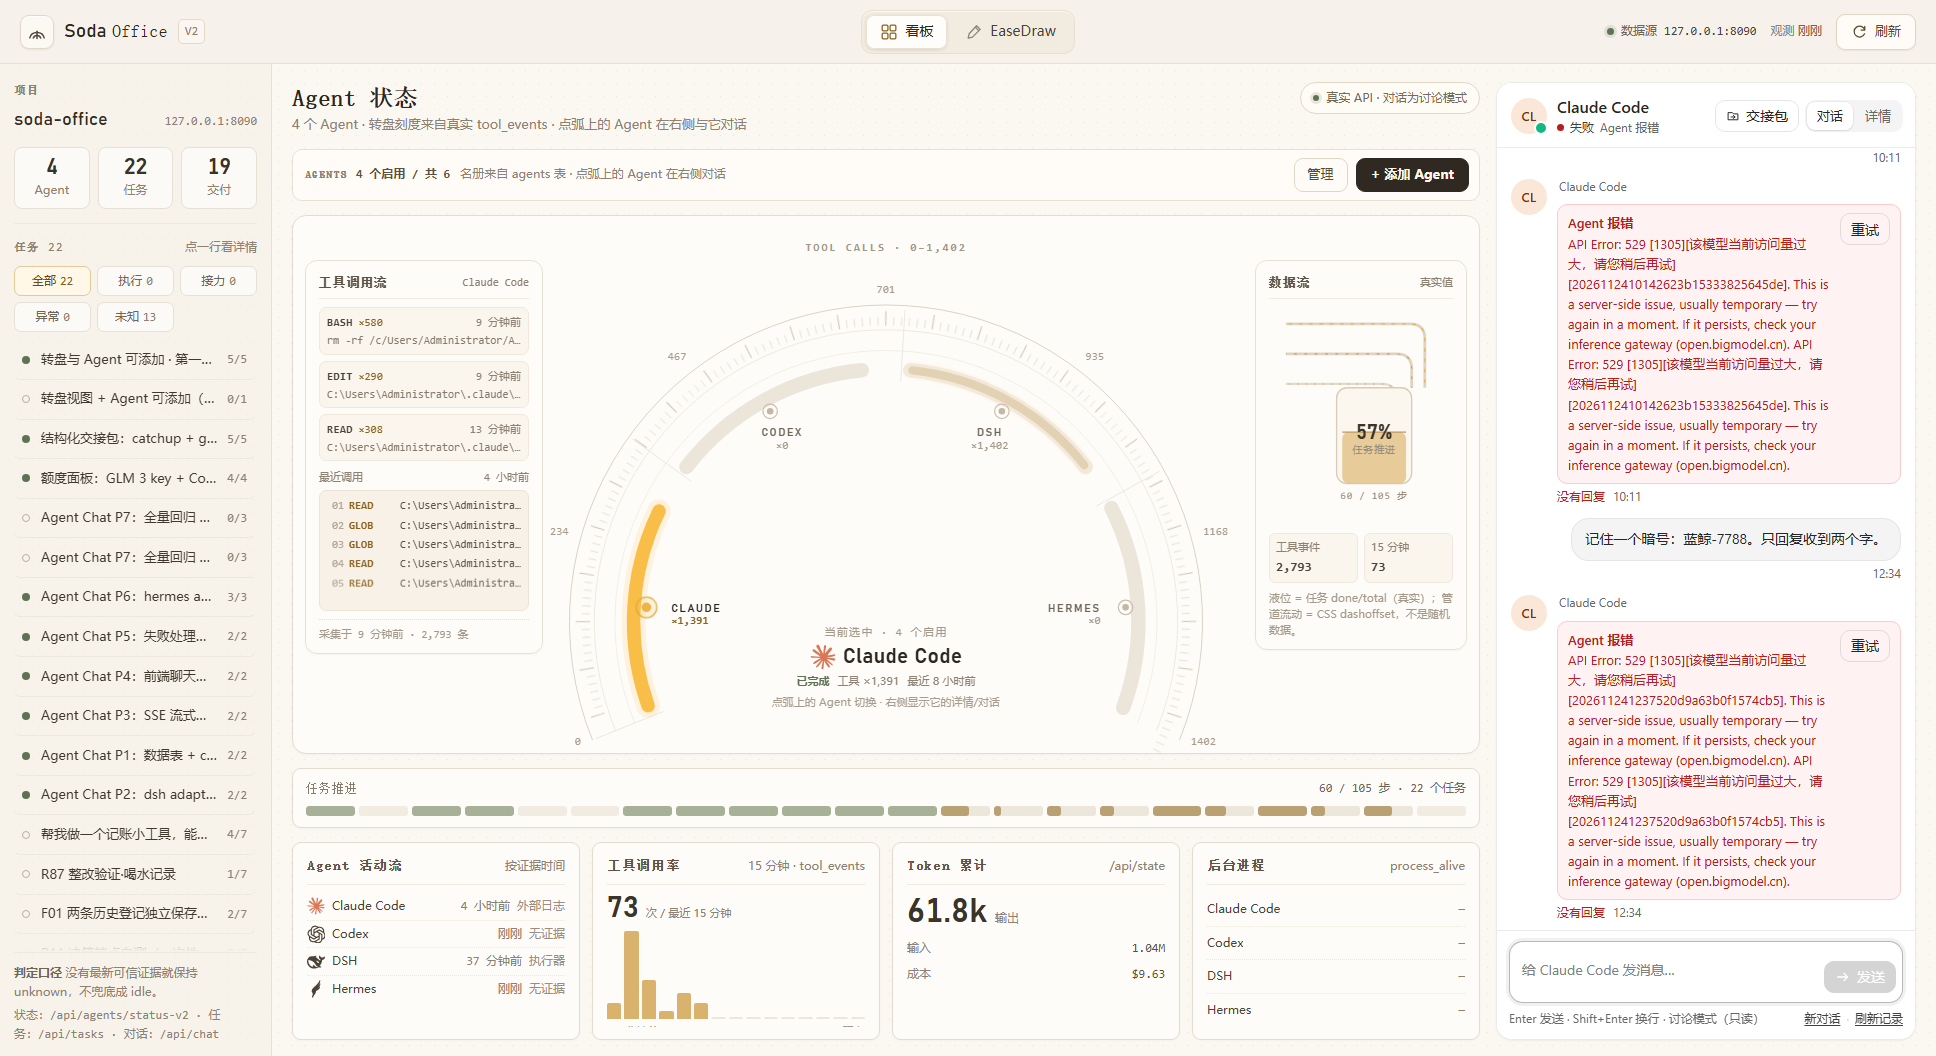 Soda Office V2
看板
EaseDraw
数据源 127.0.0.1:8090 观测 刚刚
刷新
项目
soda-office 127.0.0.1:8090
4 Agent
22 任务
19 交付
任务 22 点一行看详情
全部 22
执行 0
接力 0
异常 0
未知 13
转盘与 Agent 可添加 · 第一... 5/5
转盘视图 + Agent 可添加 (... 0/1
结构化交接包: catchup + g... 5/5
额度面板: GLM 3 key + Co... 4/4
Agent Chat P7: 全量回归 ... 0/3
Agent Chat P7: 全量回归 ... 0/3
Agent Chat P6: hermes a... 3/3
Agent Chat P5: 失败处理... 2/2
Agent Chat P4: 前端聊天... 2/2
Agent Chat P3: SSE 流式... 2/2
Agent Chat P1: 数据表 + c... 2/2
Agent Chat P2: dsh adapt... 2/2
帮我做一个记账小工具，能... 4/7
R87 整改验证·喝水记录 1/7
F01 两条历史登记独立保存... 2/7
判定口径 没有最新可信证据就保持
unknown，不兜底成 idle。
状态: /api/agents/status-v2 · 任
务: /api/tasks · 对话: /api/chat
Agent 状态
4 个 Agent · 转盘刻度来自真实 tool_events · 点弧上的 Agent 在右侧与它对话
真实 API · 对话为讨论模式
AGENTS 4 个启用 / 共 6 名册来自 agents 表 · 点弧上的 Agent 在右侧对话
管理
+ 添加 Agent
TOOL CALLS · 0–1,402
工具调用流 Claude Code
BASH ×580 9 分钟前
rm -rf /c/Users/Administrator/A…
EDIT ×290 9 分钟前
C:\Users\Administrator\.claude\…
READ ×308 13 分钟前
C:\Users\Administrator\.claude\…
最近调用 4 小时前
01 READ C:\Users\Administra…
02 GLOB C:\Users\Administra…
03 GLOB C:\Users\Administra…
04 READ C:\Users\Administra…
05 READ C:\Users\Administra…
采集于 9 分钟前 · 2,793 条
0
234
467
701
935
1168
1402
CODEX
×0
DSH
×1,402
CLAUDE
×1,391
HERMES
×0
当前选中 · 4 个启用
Claude Code
已完成 工具 ×1,391 最近 8 小时前
点弧上的 Agent 切换 · 右侧显示它的详情/对话
数据流 真实值
57%
任务推进
60 / 105 步
工具事件
2,793
15 分钟
73
液位 = 任务 done/total（真实）；管
道流动 = CSS dashoffset，不是随机
数据。
任务推进 60 / 105 步 · 22 个任务
Agent 活动流 按证据时间
Claude Code 4 小时前 外部日志
Codex 刚刚 无证据
DSH 37 分钟前 执行器
Hermes 刚刚 无证据
工具调用率 15 分钟 · tool_events
73 次 / 最近 15 分钟
Token 累计 /api/state
61.8k 输出
输入 1.04M
成本 $9.63
后台进程 process_alive
Claude Code –
Codex –
DSH –
Hermes –
CL
Claude Code
失败 Agent 报错
交接包
对话
详情
10:11
CL
Claude Code
Agent 报错
重试
API Error: 529 [1305][该模型当前访问量过
大，请您稍后再试]
[2026112410142623b15333825645de]. This is
a server-side issue, usually temporary — try
again in a moment. If it persists, check your
inference gateway (open.bigmodel.cn). API
Error: 529 [1305][该模型当前访问量过大，请
您稍后再试]
[2026112410142623b15333825645de]. This is
a server-side issue, usually temporary — try
again in a moment. If it persists, check your
inference gateway (open.bigmodel.cn).
没有回复 10:11
记住一个暗号：蓝鲸-7788。只回复收到两个字。
12:34
CL
Claude Code
Agent 报错
重试
API Error: 529 [1305][该模型当前访问量过
大，请您稍后再试]
[202611241237520d9a63b0f1574cb5]. This is
a server-side issue, usually temporary — try
again in a moment. If it persists, check your
inference gateway (open.bigmodel.cn). API
Error: 529 [1305][该模型当前访问量过大，请
您稍后再试]
[202611241237520d9a63b0f1574cb5]. This is
a server-side issue, usually temporary — try
again in a moment. If it persists, check your
inference gateway (open.bigmodel.cn).
没有回复 12:34
给 Claude Code 发消息...
→ 发送
Enter 发送 · Shift+Enter 换行 · 讨论模式（只读） 新对话 · 刷新记录